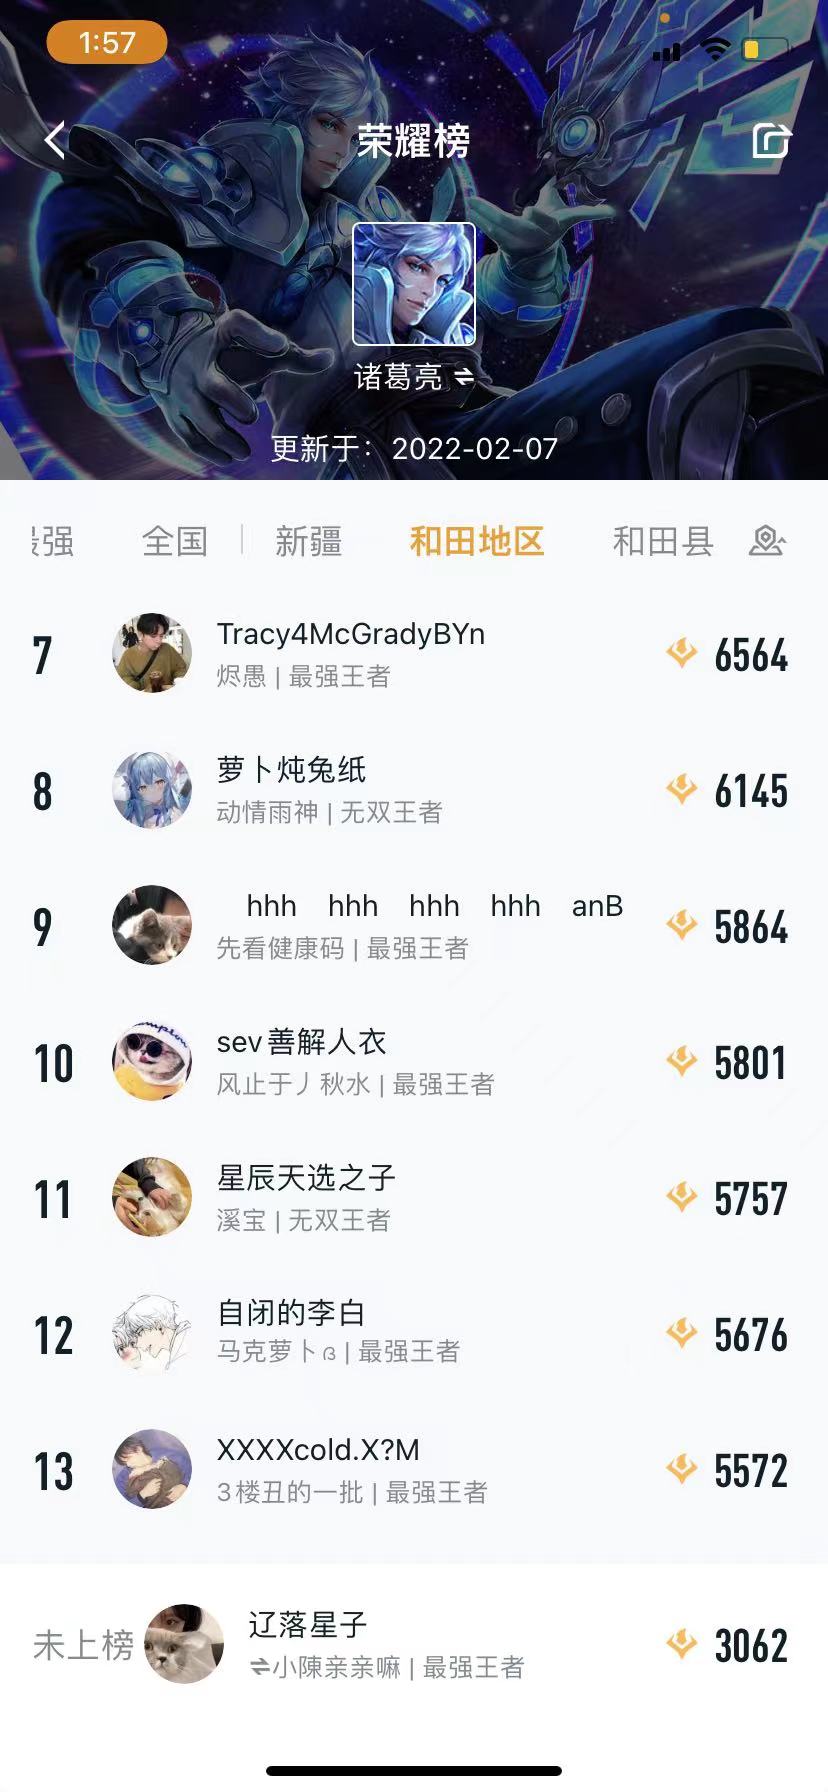 1:57
荣耀榜
诸葛亮 ⇌
更新于：2022-02-07
强 全国 新疆 和田地区 和田县
7 Tracy4McGradyBYn 6564
烬愚 | 最强王者
8 萝卜炖兔纸 6145
动情雨神 | 无双王者
9 hhh hhh hhh hhh anB 5864
先看健康码 | 最强王者
10 sev善解人衣 5801
风止于丿秋水 | 最强王者
11 星辰天选之子 5757
溪宝 | 无双王者
12 自闭的李白 5676
马克萝卜ɞ | 最强王者
13 XXXXcold.X?M 5572
3楼丑的一批 | 最强王者
未上榜 辽落星子 3062
⇌小陳亲亲嘛 | 最强王者